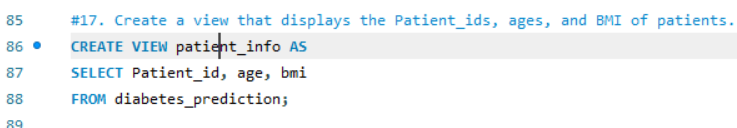 85 #17. Create a view that displays the Patient_ids, ages, and BMI of patients.
86 CREATE VIEW patient_info AS
87 SELECT Patient_id, age, bmi
88 FROM diabetes_prediction;
89